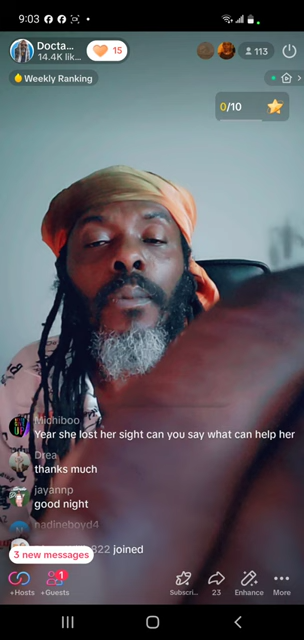 9:03
Docta...
14.4K lik...
15
113
Weekly Ranking
0/10
Michiboo
Year she lost her sight can you say what can help her
Drea
thanks much
jayannp
good night
nadineboyd4
3 new messages
822 joined
+Hosts
1
+Guests
Subscri...
23
Enhance
More